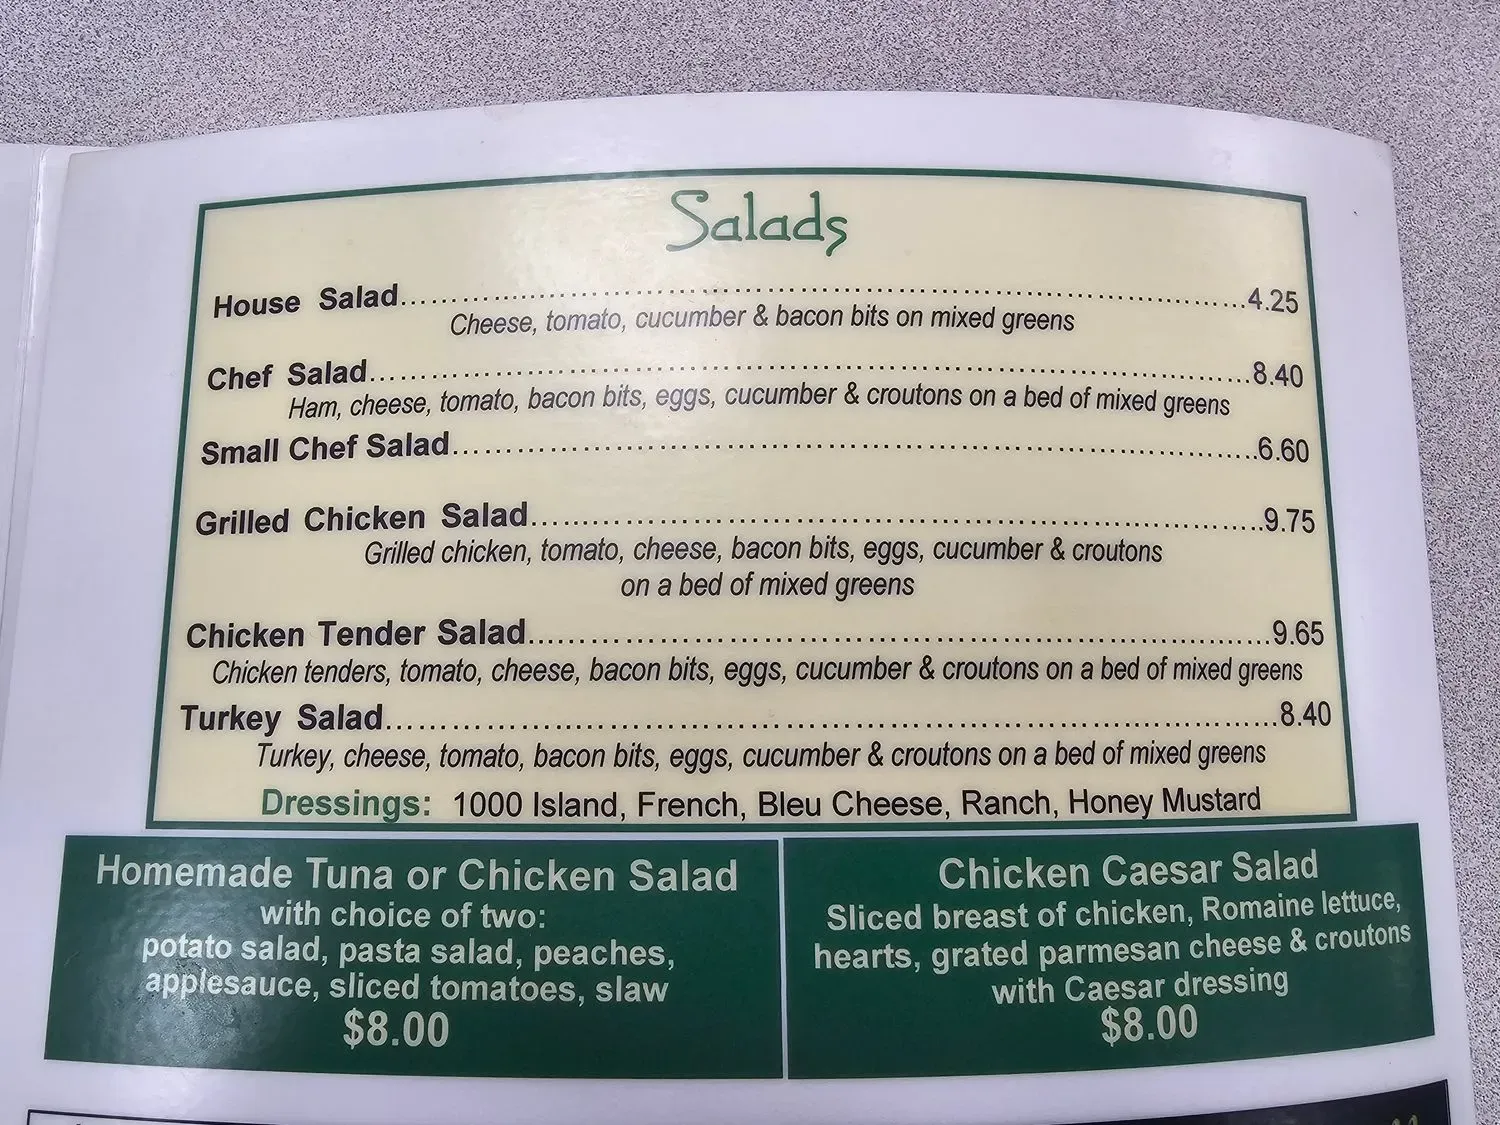 Salads
House Salad..........4.25
Cheese, tomato, cucumber & bacon bits on mixed greens
Chef Salad..........8.40
Ham, cheese, tomato, bacon bits, eggs, cucumber & croutons on a bed of mixed greens
Small Chef Salad..........6.60
Grilled Chicken Salad..........9.75
Grilled chicken, tomato, cheese, bacon bits, eggs, cucumber & croutons
on a bed of mixed greens
Chicken Tender Salad..........9.65
Chicken tenders, tomato, cheese, bacon bits, eggs, cucumber & croutons on a bed of mixed greens
Turkey Salad..........8.40
Turkey, cheese, tomato, bacon bits, eggs, cucumber & croutons on a bed of mixed greens
Dressings: 1000 Island, French, Bleu Cheese, Ranch, Honey Mustard
Homemade Tuna or Chicken Salad
with choice of two:
potato salad, pasta salad, peaches,
applesauce, sliced tomatoes, slaw
$8.00
Chicken Caesar Salad
Sliced breast of chicken, Romaine lettuce,
hearts, grated parmesan cheese & croutons
with Caesar dressing
$8.00